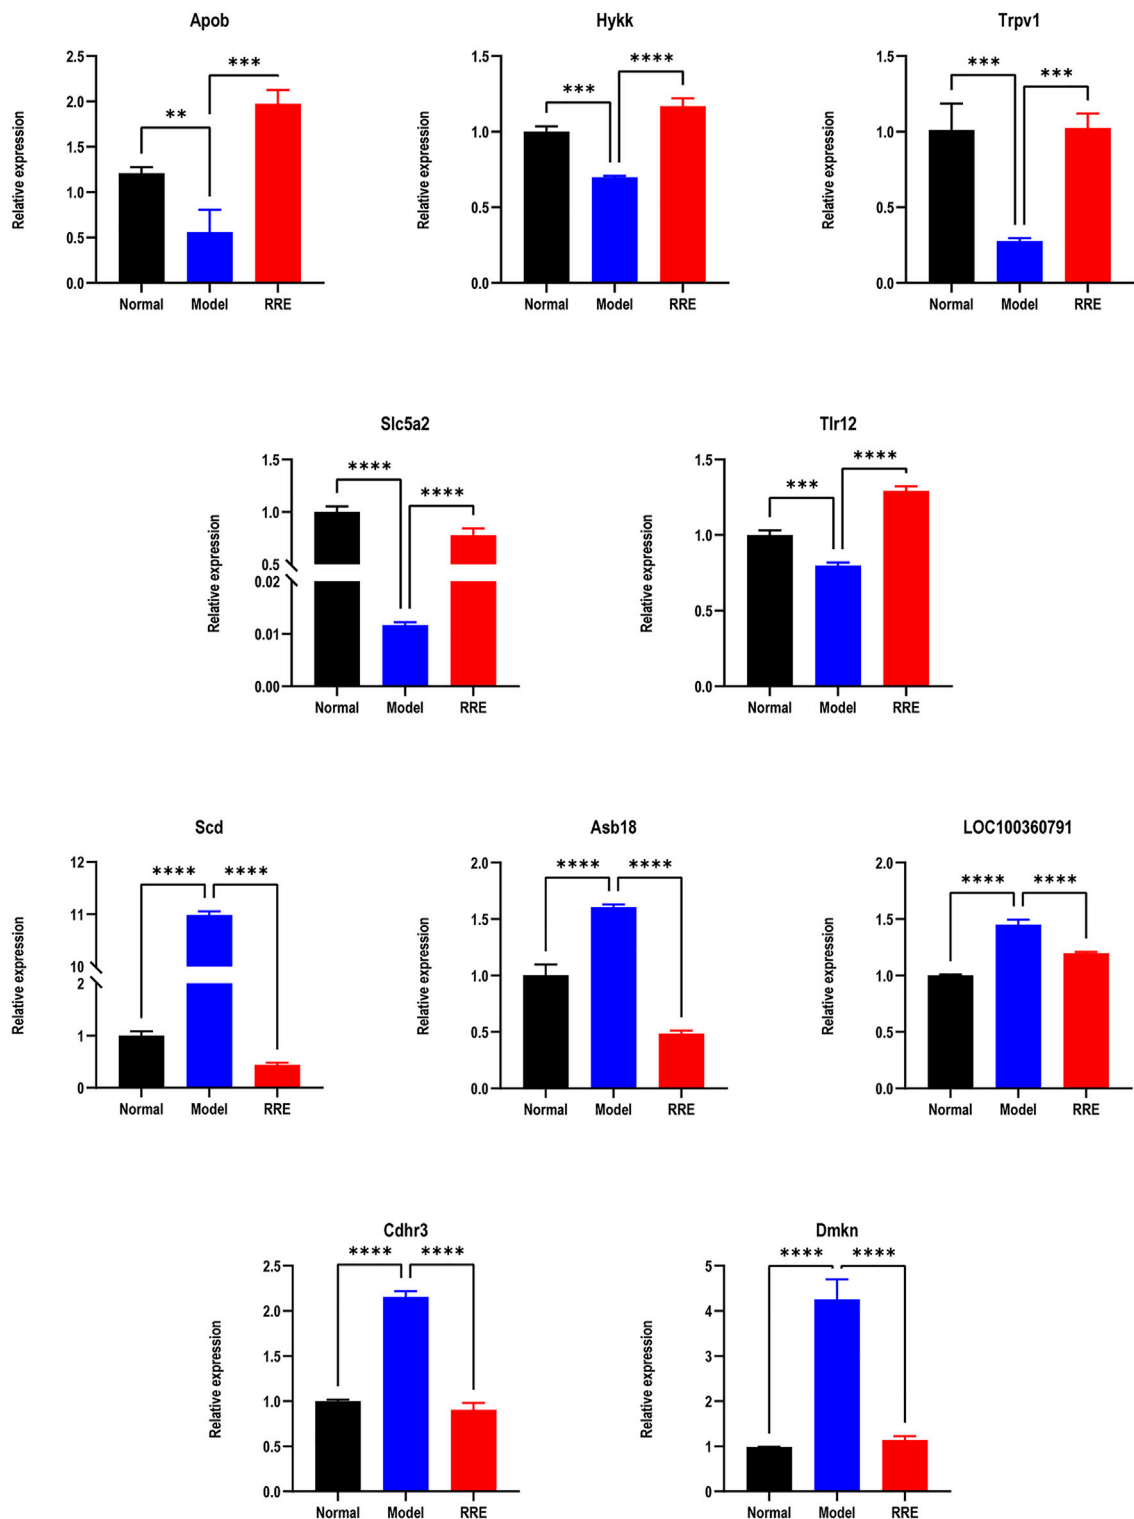 Apob
Hykk
Trpv1
Relative expression
2.5
2.0
1.5
1.0
0.5
0.0
**
***
Normal
Model
RRE
Relative expression
1.5
1.0
0.5
0.0
***
****
Normal
Model
RRE
Relative expression
1.5
1.0
0.5
0.0
***
***
Normal
Model
RRE
Slc5a2
Tlr12
Relative expression
1.5
1.0
0.5
0.02
0.01
0.00
****
****
Normal
Model
RRE
Relative expression
1.5
1.0
0.5
0.0
***
****
Normal
Model
RRE
Scd
Asb18
LOC100360791
Relative expression
12
11
10
2
1
0
****
****
Normal
Model
RRE
Relative expression
2.0
1.5
1.0
0.5
0.0
****
****
Normal
Model
RRE
Relative expression
2.0
1.5
1.0
0.5
0.0
****
****
Normal
Model
RRE
Cdhr3
Dmkn
Relative expression
2.5
2.0
1.5
1.0
0.5
0.0
****
****
Normal
Model
RRE
Relative expression
5
4
3
2
1
0
****
****
Normal
Model
RRE